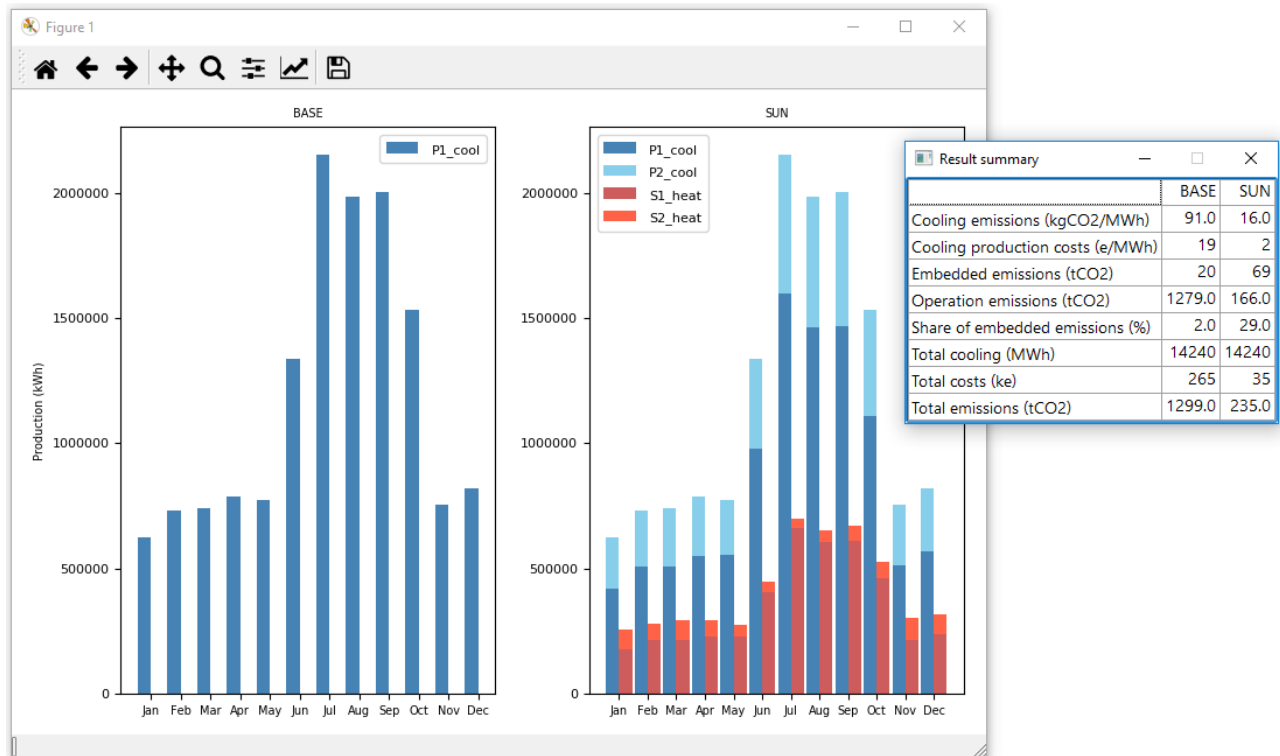 Figure 1
BASE
P1_cool
2000000
1500000
1000000
500000
0
Production (kWh)
Jan Feb Mar Apr May Jun Jul Aug Sep Oct Nov Dec
SUN
P1_cool
P2_cool
S1_heat
S2_heat
2000000
1500000
1000000
500000
0
Jan Feb Mar Apr May Jun Jul Aug Sep Oct Nov Dec
Result summary
BASE SUN
Cooling emissions (kgCO2/MWh) 91.0 16.0
Cooling production costs (e/MWh) 19 2
Embedded emissions (tCO2) 20 69
Operation emissions (tCO2) 1279.0 166.0
Share of embedded emissions (%) 2.0 29.0
Total cooling (MWh) 14240 14240
Total costs (ke) 265 35
Total emissions (tCO2) 1299.0 235.0